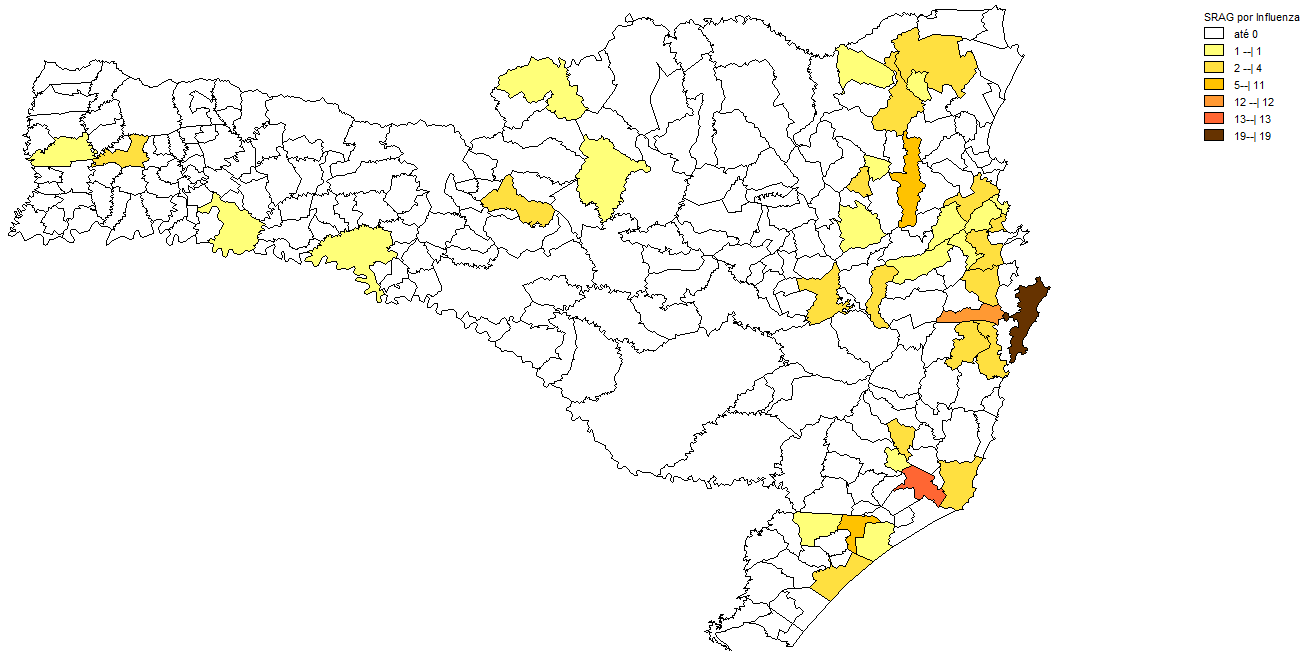 SRAG por Influenza
até 0
1 --| 1
2 --| 4
5--| 11
12 --| 12
13--| 13
19--| 19